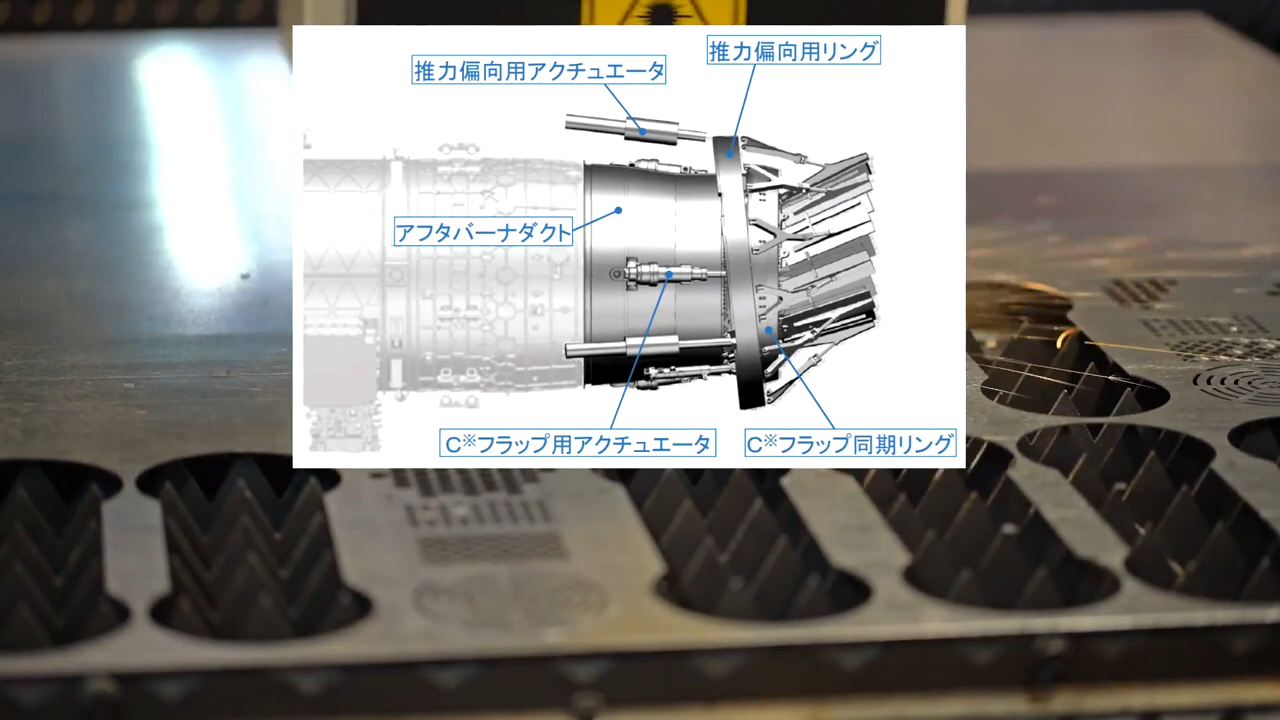 推力偏向用リング
推力偏向用アクチュエータ
アフタバーナダクト
C※フラップ用アクチュエータ
C※フラップ同期リング